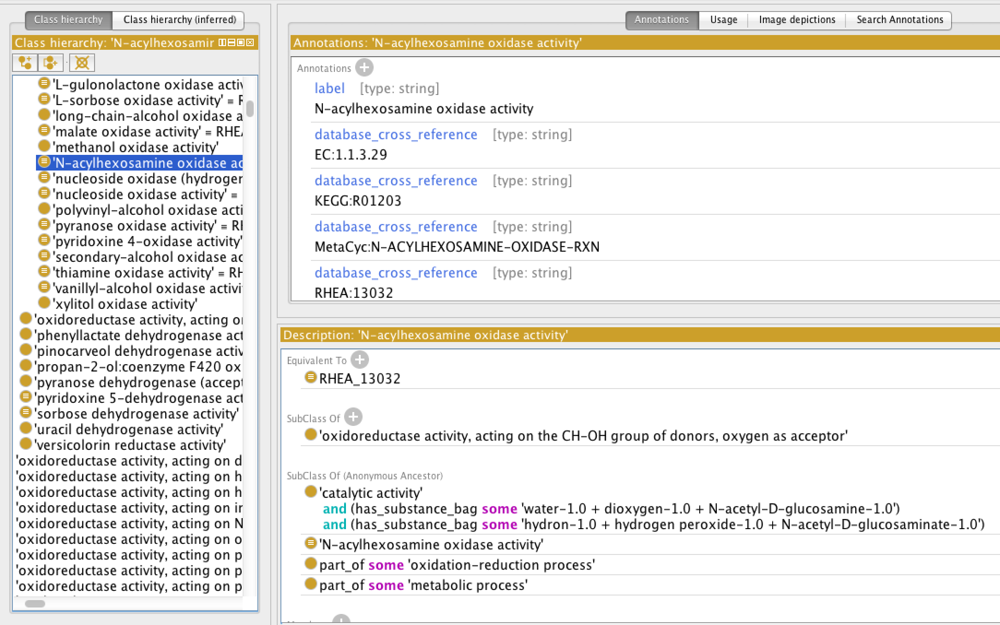 Class hierarchy
Class hierarchy (inferred)
Class hierarchy: 'N-acylhexosamir
'L-gulonolactone oxidase activ
'L-sorbose oxidase activity' ≡ R
'long-chain-alcohol oxidase a
'malate oxidase activity' ≡ RHEA
'methanol oxidase activity'
'N-acylhexosamine oxidase ac
'nucleoside oxidase (hydrogen
'nucleoside oxidase activity' ≡
'polyvinyl-alcohol oxidase acti
'pyranose oxidase activity' ≡ RH
'pyridoxine 4-oxidase activity'
'secondary-alcohol oxidase ac
'thiamine oxidase activity' ≡ RH
'vanillyl-alcohol oxidase activi
'xylitol oxidase activity'
'oxidoreductase activity, acting on
'phenyllactate dehydrogenase act
'pinocarveol dehydrogenase activ
'propan-2-ol:coenzyme F420 ox
'pyranose dehydrogenase (accept
'pyridoxine 5-dehydrogenase act
'sorbose dehydrogenase activity'
'uracil dehydrogenase activity'
'versicolorin reductase activity'
'oxidoreductase activity, acting on d
'oxidoreductase activity, acting on h
'oxidoreductase activity, acting on h
'oxidoreductase activity, acting on ir
'oxidoreductase activity, acting on N
'oxidoreductase activity, acting on o
'oxidoreductase activity, acting on p
'oxidoreductase activity, acting on p
'oxidoreductase activity, acting on p
Annotations
Usage
Image depictions
Search Annotations
Annotations: 'N-acylhexosamine oxidase activity'
Annotations
label [type: string]
N-acylhexosamine oxidase activity
database_cross_reference [type: string]
EC:1.1.3.29
database_cross_reference [type: string]
KEGG:R01203
database_cross_reference [type: string]
MetaCyc:N-ACYLHEXOSAMINE-OXIDASE-RXN
database_cross_reference [type: string]
RHEA:13032
Description: 'N-acylhexosamine oxidase activity'
Equivalent To
RHEA_13032
SubClass Of
'oxidoreductase activity, acting on the CH-OH group of donors, oxygen as acceptor'
SubClass Of (Anonymous Ancestor)
'catalytic activity'
and (has_substance_bag some 'water-1.0 + dioxygen-1.0 + N-acetyl-D-glucosamine-1.0')
and (has_substance_bag some 'hydron-1.0 + hydrogen peroxide-1.0 + N-acetyl-D-glucosaminate-1.0')
'N-acylhexosamine oxidase activity'
part_of some 'oxidation-reduction process'
part_of some 'metabolic process'